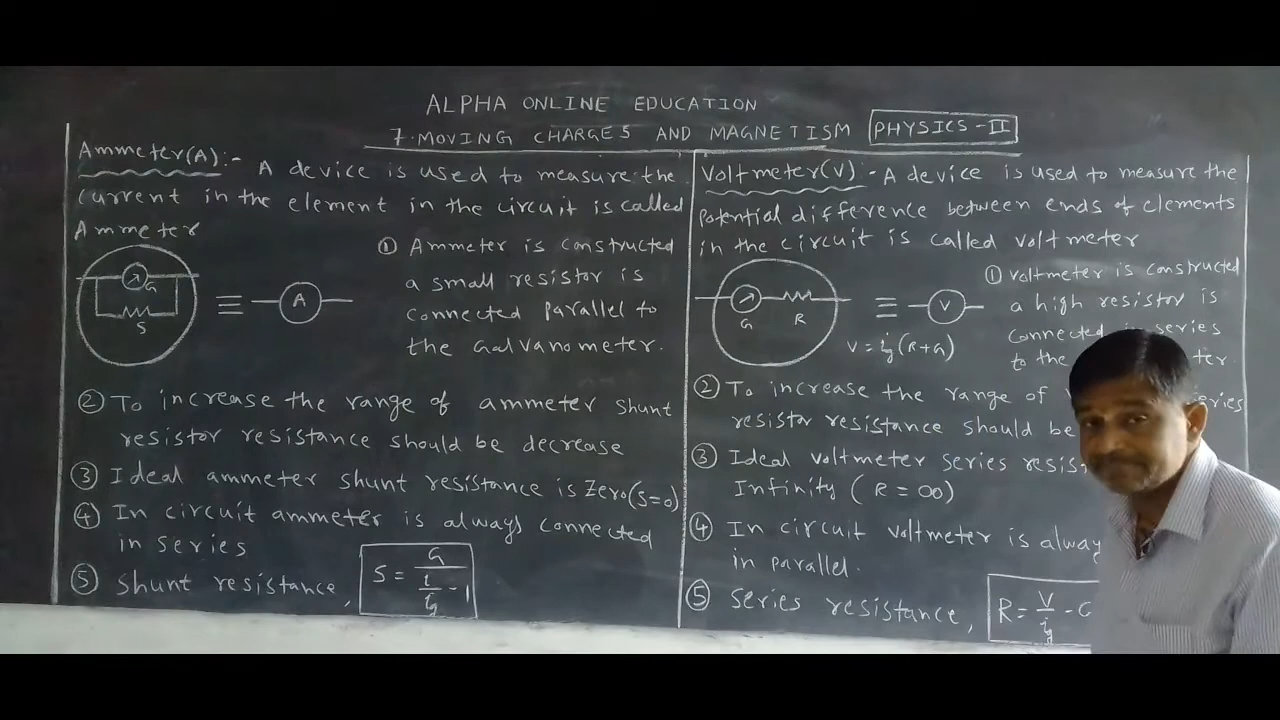 ALPHA ONLINE EDUCATION
7. MOVING CHARGES AND MAGNETISM PHYSICS-II
Ammeter(A):- A device is used to measure the
current in the element in the circuit is called
Ammeter
① Ammeter is constructed
a small resistor is
connected parallel to
the Galvanometer.
G
S
≡ A
② To increase the range of ammeter shunt
resistor resistance should be decrease
③ Ideal ammeter shunt resistance is Zero (S=0)
④ In circuit ammeter is always connected
in series
⑤ Shunt resistance, S = G / (i/ig - 1)
Voltmeter(V):- A device is used to measure the
potential difference between ends of elements
in the circuit is called voltmeter
① Voltmeter is constructed
a high resistor is
connected in series
to the
G R
≡ V
V = ig(R+G)
② To increase the range of
resistor resistance should be
③ Ideal voltmeter series
Infinity (R = ∞)
④ In circuit voltmeter is
in parallel.
⑤ Series resistance, R = V/ig -